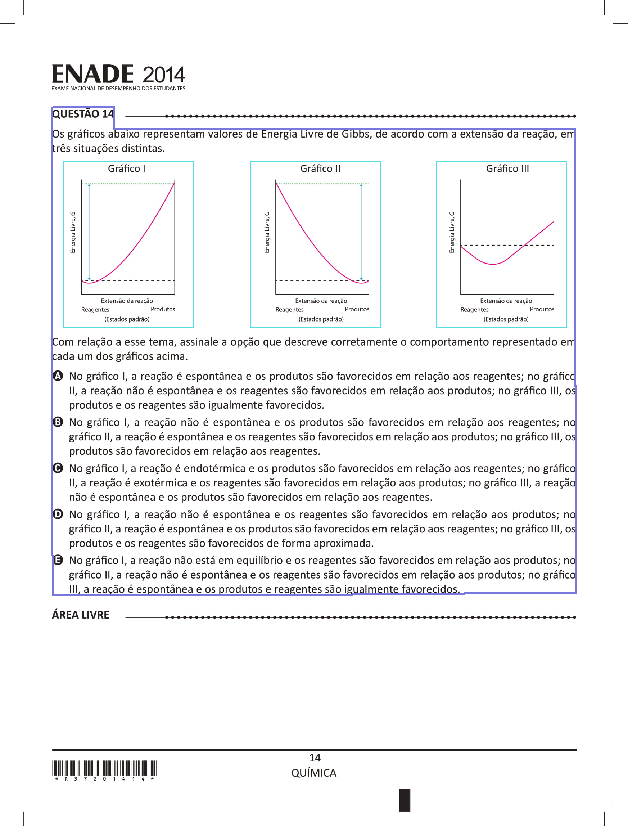 ENADE 2014
EXAME NACIONAL DE DESEMPENHO DOS ESTUDANTES
QUESTÃO 14
Os gráficos abaixo representam valores de Energia Livre de Gibbs, de acordo com a extensão da reação, em
três situações distintas.
Gráfico I
Energia Livre, G
Extensão da reação
Reagentes Produtos
(Estados padrão)
Gráfico II
Energia Livre, G
Extensão da reação
Reagentes Produtos
(Estados padrão)
Gráfico III
Energia Livre, G
Extensão da reação
Reagentes Produtos
(Estados padrão)
Com relação a esse tema, assinale a opção que descreve corretamente o comportamento representado em
cada um dos gráficos acima.
A No gráfico I, a reação é espontânea e os produtos são favorecidos em relação aos reagentes; no gráfico
II, a reação não é espontânea e os reagentes são favorecidos em relação aos produtos; no gráfico III, os
produtos e os reagentes são igualmente favorecidos.
B No gráfico I, a reação não é espontânea e os produtos são favorecidos em relação aos reagentes; no
gráfico II, a reação é espontânea e os reagentes são favorecidos em relação aos produtos; no gráfico III, os
produtos são favorecidos em relação aos reagentes.
C No gráfico I, a reação é endotérmica e os produtos são favorecidos em relação aos reagentes; no gráfico
II, a reação é exotérmica e os reagentes são favorecidos em relação aos produtos; no gráfico III, a reação
não é espontânea e os produtos são favorecidos em relação aos reagentes.
D No gráfico I, a reação não é espontânea e os reagentes são favorecidos em relação aos produtos; no
gráfico II, a reação é espontânea e os produtos são favorecidos em relação aos reagentes; no gráfico III, os
produtos e os reagentes são favorecidos de forma aproximada.
E No gráfico I, a reação não está em equilíbrio e os reagentes são favorecidos em relação aos produtos; no
gráfico II, a reação não é espontânea e os reagentes são favorecidos em relação aos produtos; no gráfico
III, a reação é espontânea e os produtos e reagentes são igualmente favorecidos.
ÁREA LIVRE
14
QUÍMICA
* R 3 7 2 0 1 4 1 4 *